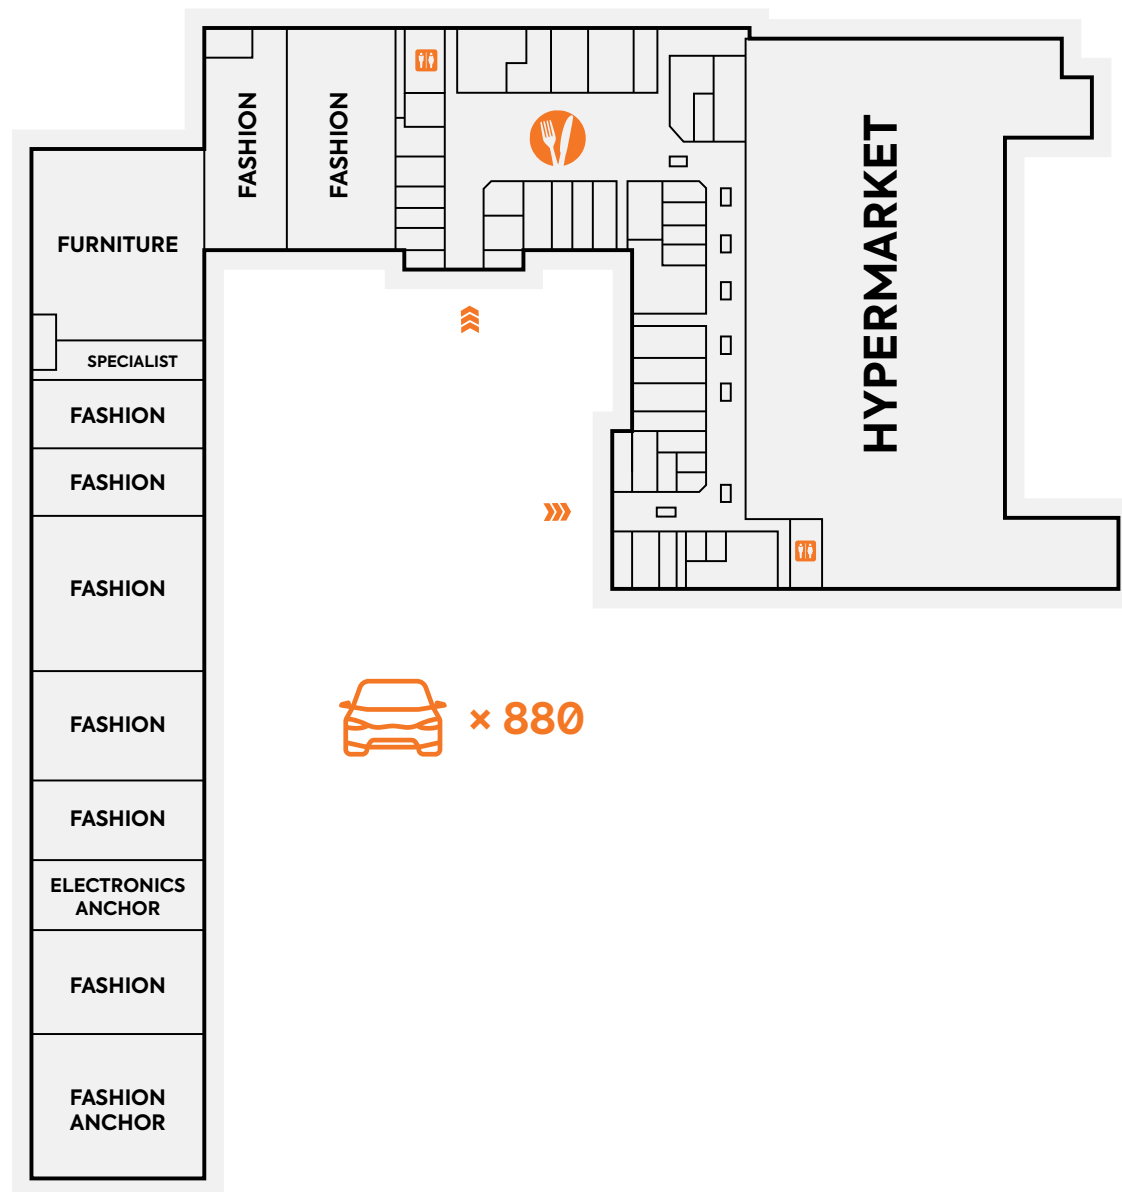 FASHION
FASHION
HYPERMARKET
FURNITURE
SPECIALIST
FASHION
FASHION
FASHION
FASHION
× 880
FASHION
ELECTRONICS
ANCHOR
FASHION
FASHION
ANCHOR